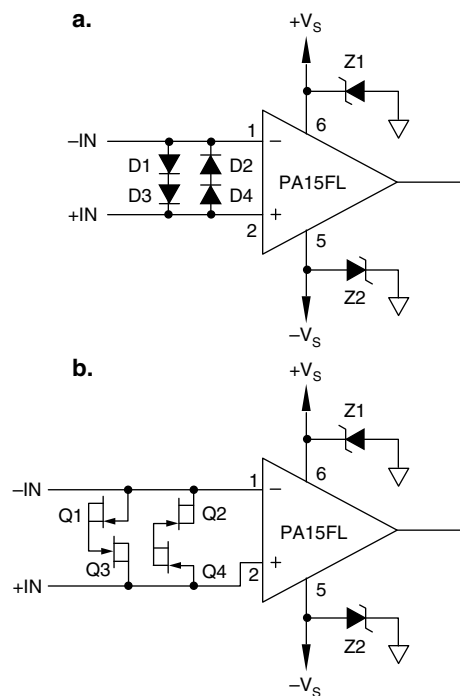 a.
+VS
Z1
6
1
–IN
–
D1 D2
PA15FL
D3 D4
+IN
+
2
5
Z2
–VS
b.
+VS
Z1
6
1
–IN
–
Q1 Q2
PA15FL
+
Q3 Q4
2
+IN
5
Z2
–VS